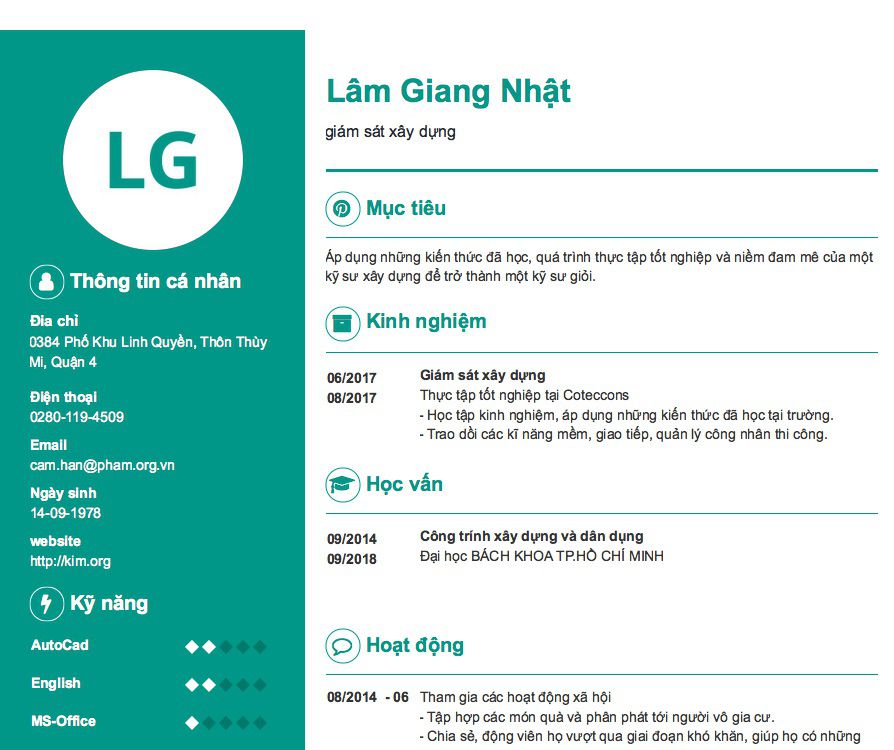 LG
Thông tin cá nhân
Đia chỉ
0384 Phố Khu Linh Quyền, Thôn Thùy
Mi, Quận 4
Điện thoại
0280-119-4509
Email
cam.han@pham.org.vn
Ngày sinh
14-09-1978
website
http://kim.org
Kỹ năng
AutoCad
English
MS-Office
Lâm Giang Nhật
giám sát xây dựng
Mục tiêu
Áp dụng những kiến thức đã học, quá trình thực tập tốt nghiệp và niềm đam mê của một
kỹ sư xây dựng để trở thành một kỹ sư giỏi.
Kinh nghiệm
06/2017
08/2017
Giám sát xây dựng
Thực tập tốt nghiệp tại Coteccons
- Học tập kinh nghiệm, áp dụng những kiến thức đã học tại trường.
- Trao dồi các kĩ năng mềm, giao tiếp, quản lý công nhân thi công.
Học vấn
09/2014
09/2018
Công trính xây dựng và dân dụng
Đại học BÁCH KHOA TP.HỒ CHÍ MINH
Hoạt động
08/2014 - 06
Tham gia các hoạt động xã hội
- Tập hợp các món quà và phân phát tới người vô gia cư.
- Chia sẻ, động viên họ vượt qua giai đoạn khó khăn, giúp họ có những